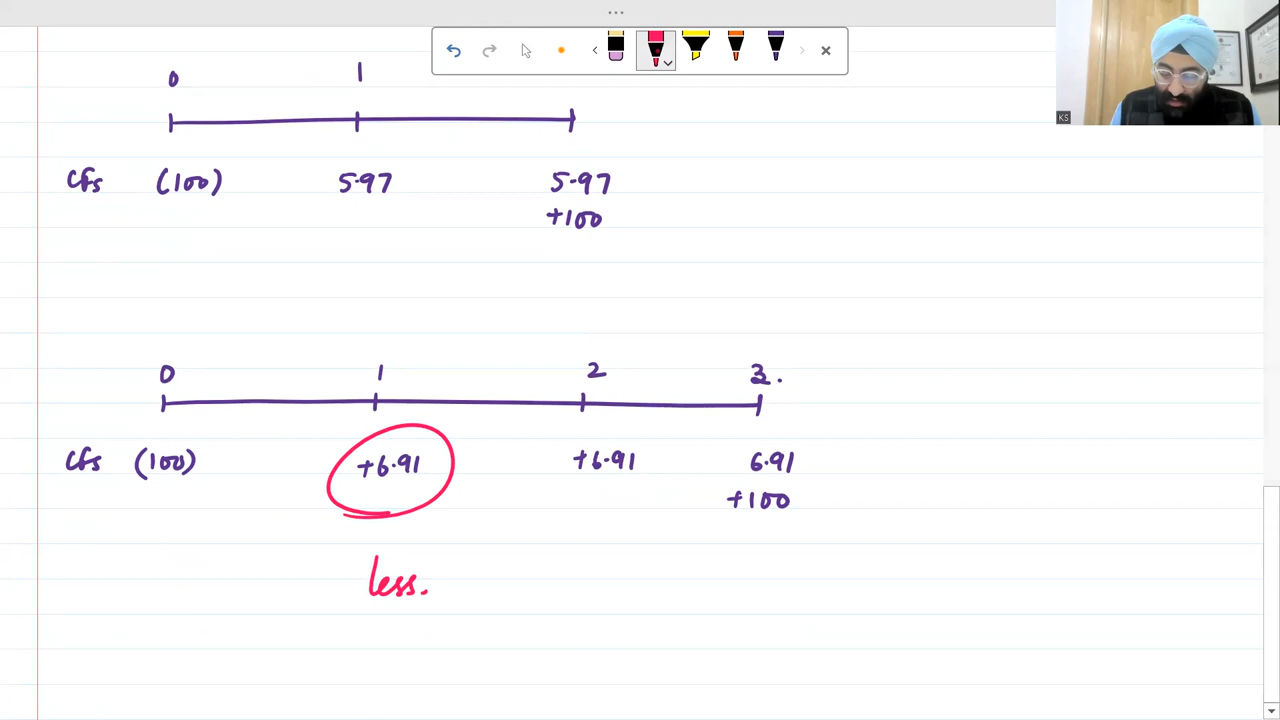 0 1
Cfs (100) 5.97 5.97
+100
0 1 2 3.
Cfs (100) +6.91 +6.91 6.91
+100
less.
KS